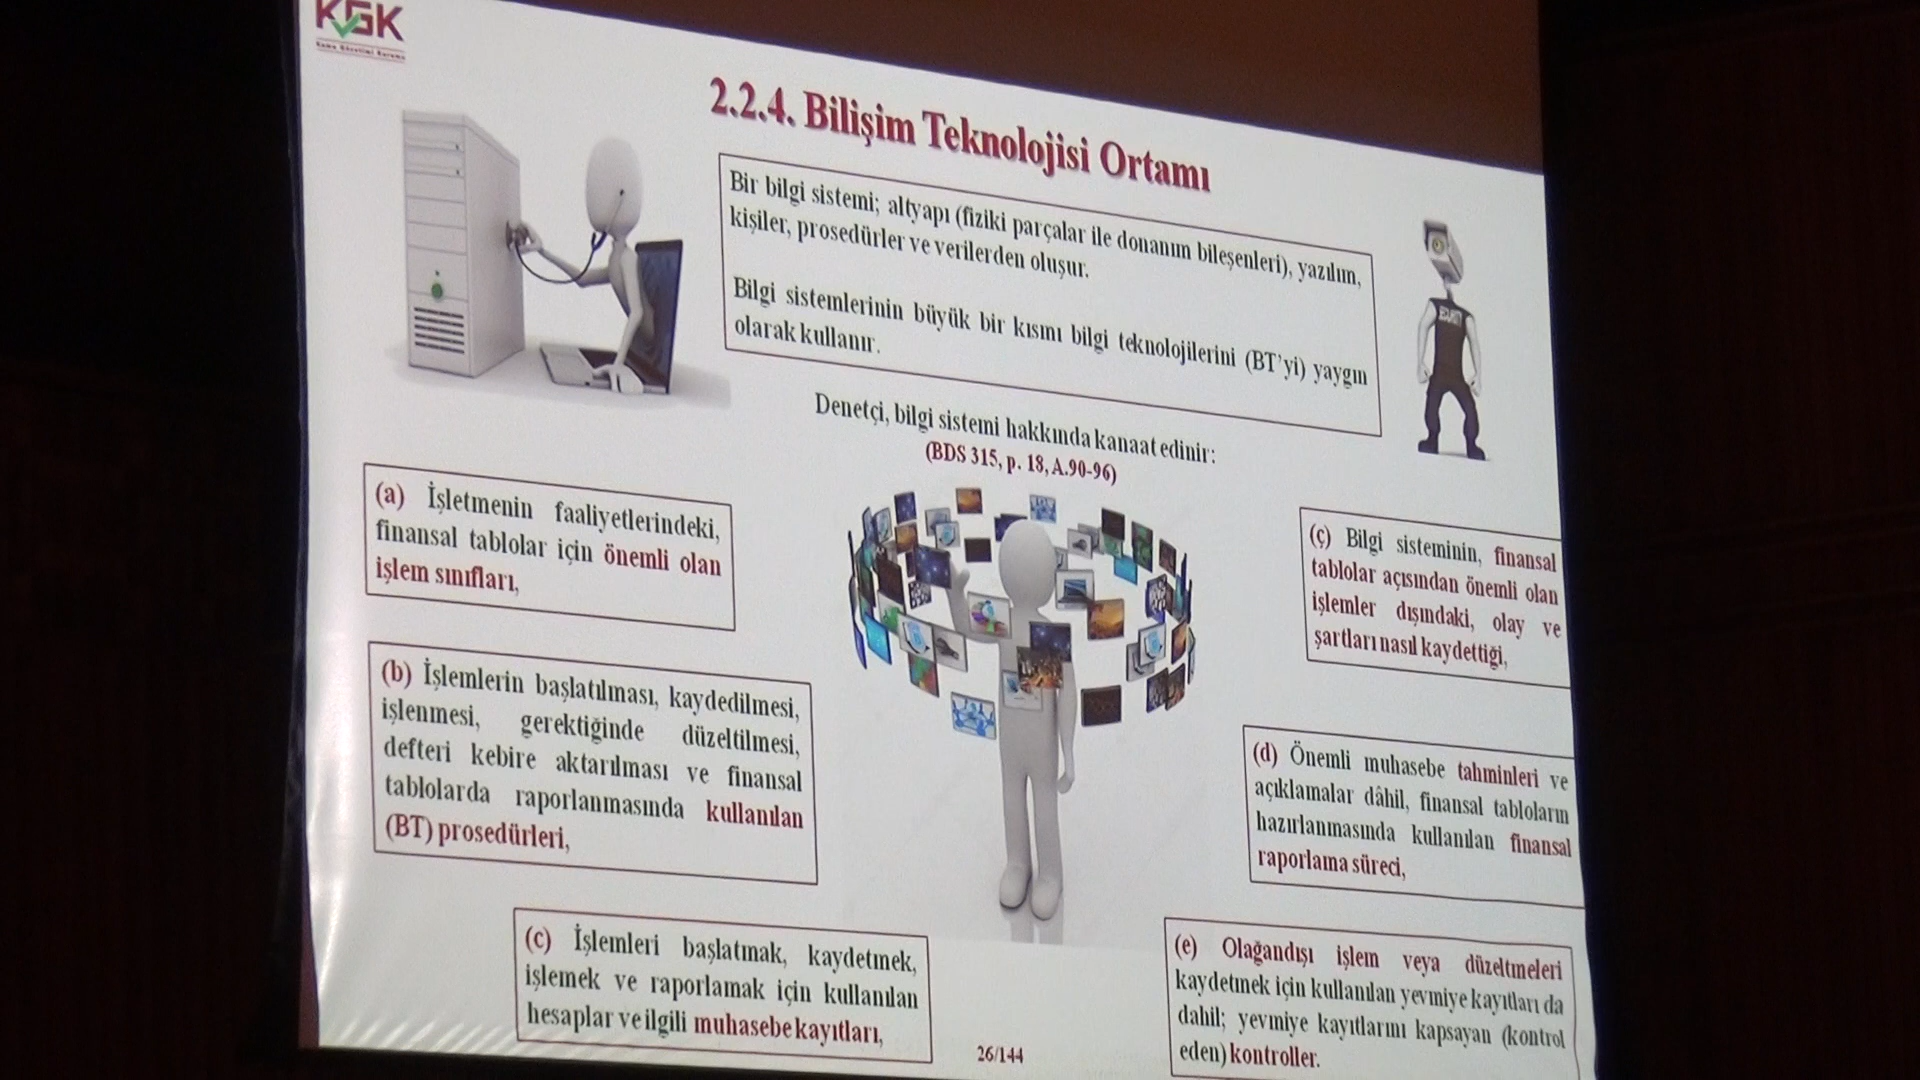 KGK
Kamu Gözetimi Kurumu
2.2.4. Bilişim Teknolojisi Ortamı
Bir bilgi sistemi; altyapı (fiziki parçalar ile donanım bileşenleri), yazılım,
kişiler, prosedürler ve verilerden oluşur.
Bilgi sistemlerinin büyük bir kısmı bilgi teknolojilerini (BT'yi) yaygın
olarak kullanır.
Denetçi, bilgi sistemi hakkında kanaat edinir:
(BDS 315, p. 18, A.90-96)
(a) İşletmenin faaliyetlerindeki,
finansal tablolar için önemli olan
işlem sınıfları,
(b) İşlemlerin başlatılması, kaydedilmesi,
işlenmesi, gerektiğinde düzeltilmesi,
defteri kebire aktarılması ve finansal
tablolarda raporlanmasında kullanılan
(BT) prosedürleri,
(c) İşlemleri başlatmak, kaydetmek,
işlemek ve raporlamak için kullanılan
hesaplar ve ilgili muhasebe kayıtları,
(ç) Bilgi sisteminin, finansal
tablolar açısından önemli olan
işlemler dışındaki, olay ve
şartları nasıl kaydettiği,
(d) Önemli muhasebe tahminleri ve
açıklamalar dâhil, finansal tabloların
hazırlanmasında kullanılan finansal
raporlama süreci,
(e) Olağandışı işlem veya düzeltmeleri
kaydetmek için kullanılan yevmiye kayıtları da
dahil; yevmiye kayıtlarını kapsayan (kontrol
eden) kontroller.
26/144